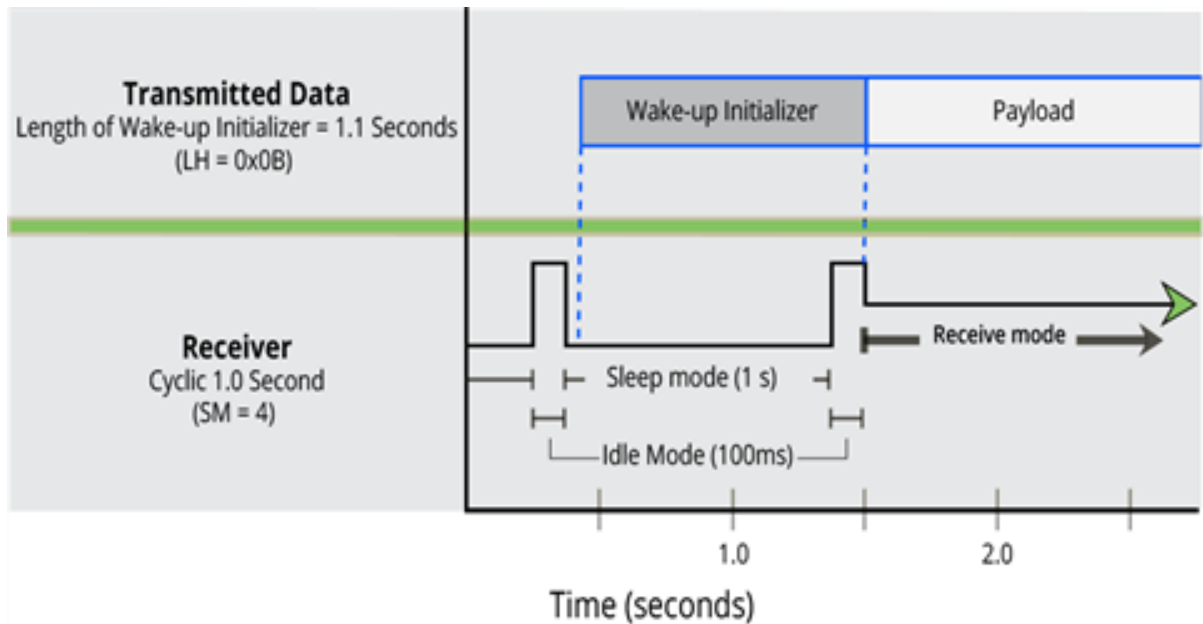 Transmitted Data
Length of Wake-up Initializer = 1.1 Seconds
(LH = 0x0B)
Wake-up Initializer
Payload
Receiver
Cyclic 1.0 Second
(SM = 4)
Receive mode
Sleep mode (1 s)
Idle Mode (100ms)
1.0
2.0
Time (seconds)